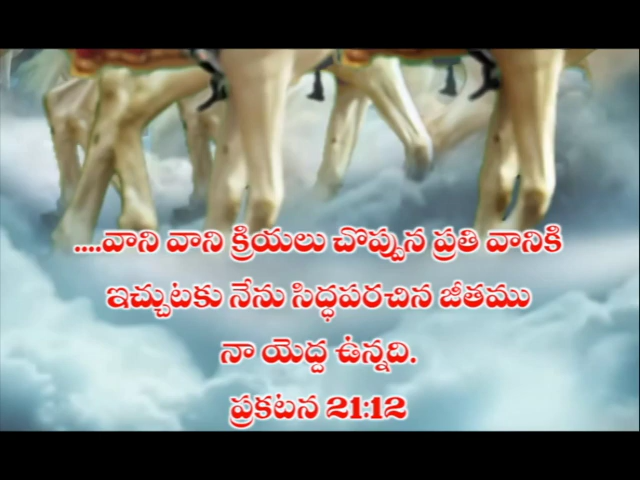 ....వాని వాని క్రియలు చొప్పున ప్రతి వానికి
ఇచ్చుటకు నేను సిద్ధపరచిన జీతము
నా యెద్ద ఉన్నది.
ప్రకటన 21:12